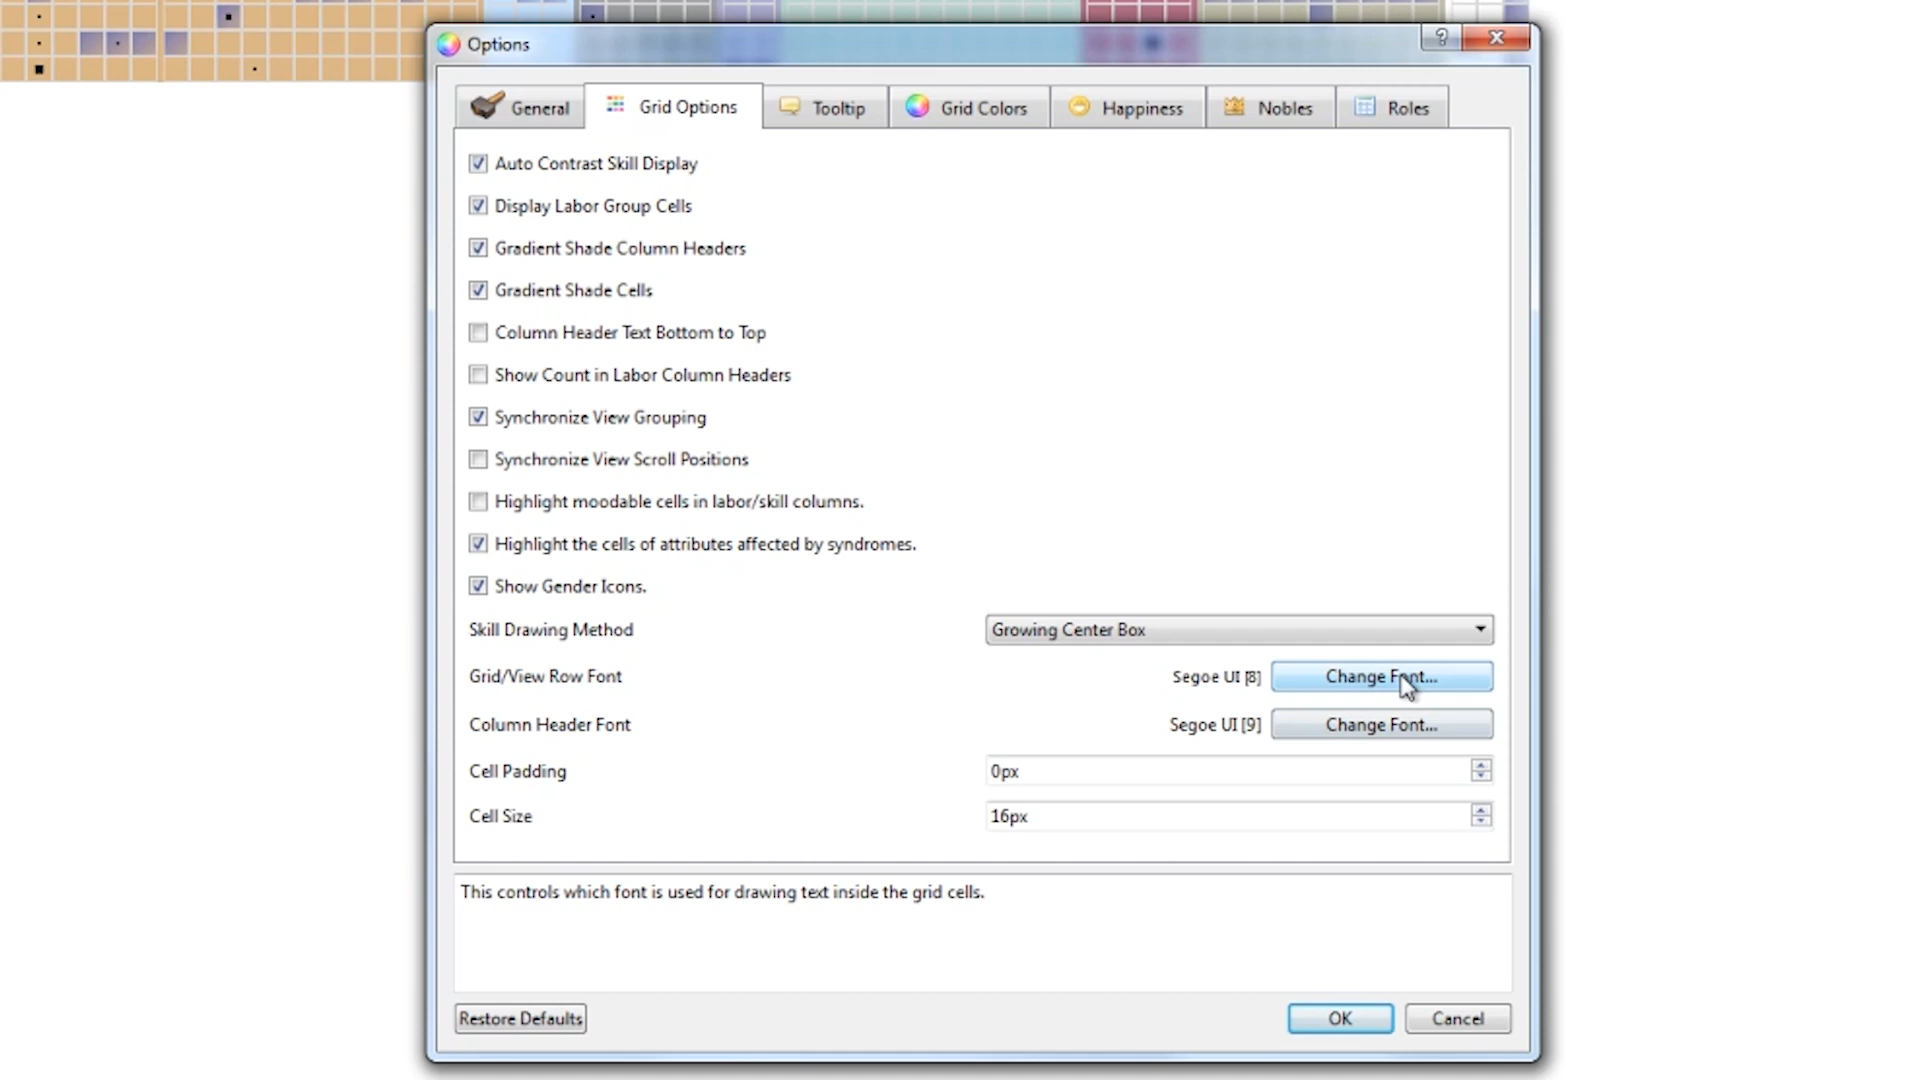 Options
General
Grid Options
Tooltip
Grid Colors
Happiness
Nobles
Roles
Auto Contrast Skill Display
Display Labor Group Cells
Gradient Shade Column Headers
Gradient Shade Cells
Column Header Text Bottom to Top
Show Count in Labor Column Headers
Synchronize View Grouping
Synchronize View Scroll Positions
Highlight moodable cells in labor/skill columns.
Highlight the cells of attributes affected by syndromes.
Show Gender Icons.
Skill Drawing Method Growing Center Box
Grid/View Row Font Segoe UI [8] Change Font...
Column Header Font Segoe UI [9] Change Font...
Cell Padding 0px
Cell Size 16px
This controls which font is used for drawing text inside the grid cells.
Restore Defaults OK Cancel